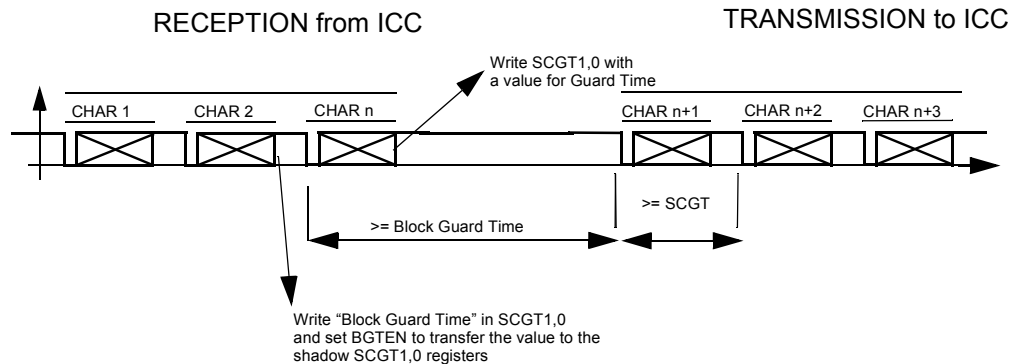 RECEPTION from ICC
TRANSMISSION to ICC
Write SCGT1,0 with
a value for Guard Time
CHAR 1
CHAR 2
CHAR n
CHAR n+1
CHAR n+2
CHAR n+3
>= SCGT
>= Block Guard Time
Write “Block Guard Time” in SCGT1,0
and set BGTEN to transfer the value to the
shadow SCGT1,0 registers